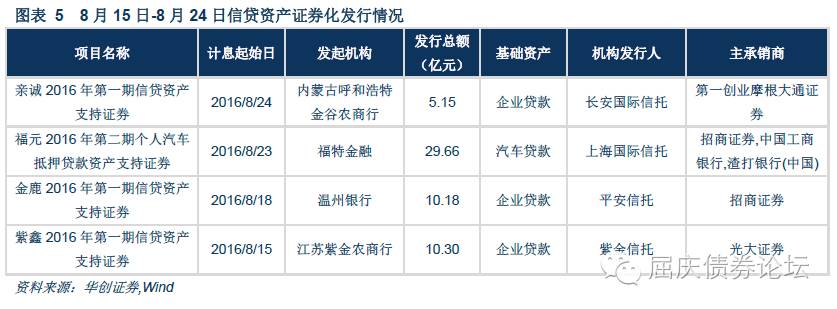 图表 5 8 月 15 日-8 月 24 日信贷资产证券化发行情况
项目名称 计息起始日 发起机构 发行总额（亿元） 基础资产 机构发行人 主承销商
亲诚 2016 年第一期信贷资产支持证券 2016/8/24 内蒙古呼和浩特金谷农商行 5.15 企业贷款 长安国际信托 第一创业摩根大通证券
福元 2016 年第二期个人汽车抵押贷款资产支持证券 2016/8/23 福特金融 29.66 汽车贷款 上海国际信托 招商证券,中国工商银行,渣打银行(中国)
金鹿 2016 年第一期信贷资产支持证券 2016/8/18 温州银行 10.18 企业贷款 平安信托 招商证券
紫鑫 2016 年第一期信贷资产支持证券 2016/8/15 江苏紫金农商行 10.30 企业贷款 紫金信托 光大证券
资料来源：华创证券,Wind
屈庆债券论坛